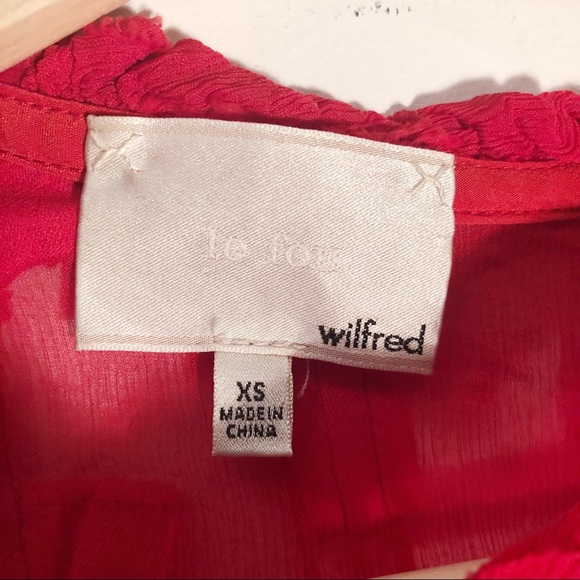 le fou
wilfred
XS
MADE IN
CHINA